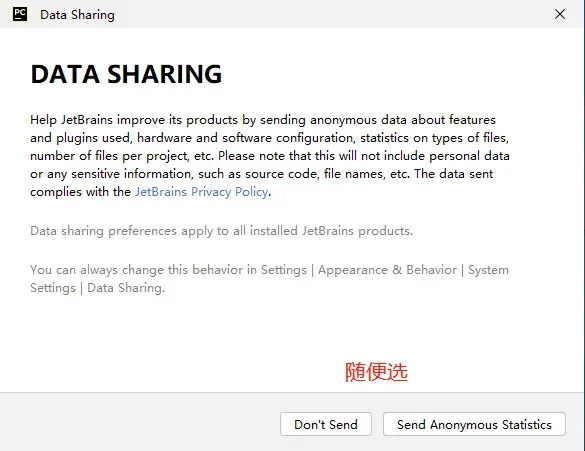 PC Data Sharing
DATA SHARING
Help JetBrains improve its products by sending anonymous data about features
and plugins used, hardware and software configuration, statistics on types of files,
number of files per project, etc. Please note that this will not include personal data
or any sensitive information, such as source code, file names, etc. The data sent
complies with the JetBrains Privacy Policy.
Data sharing preferences apply to all installed JetBrains products.
You can always change this behavior in Settings | Appearance & Behavior | System
Settings | Data Sharing.
随便选
Don't Send Send Anonymous Statistics